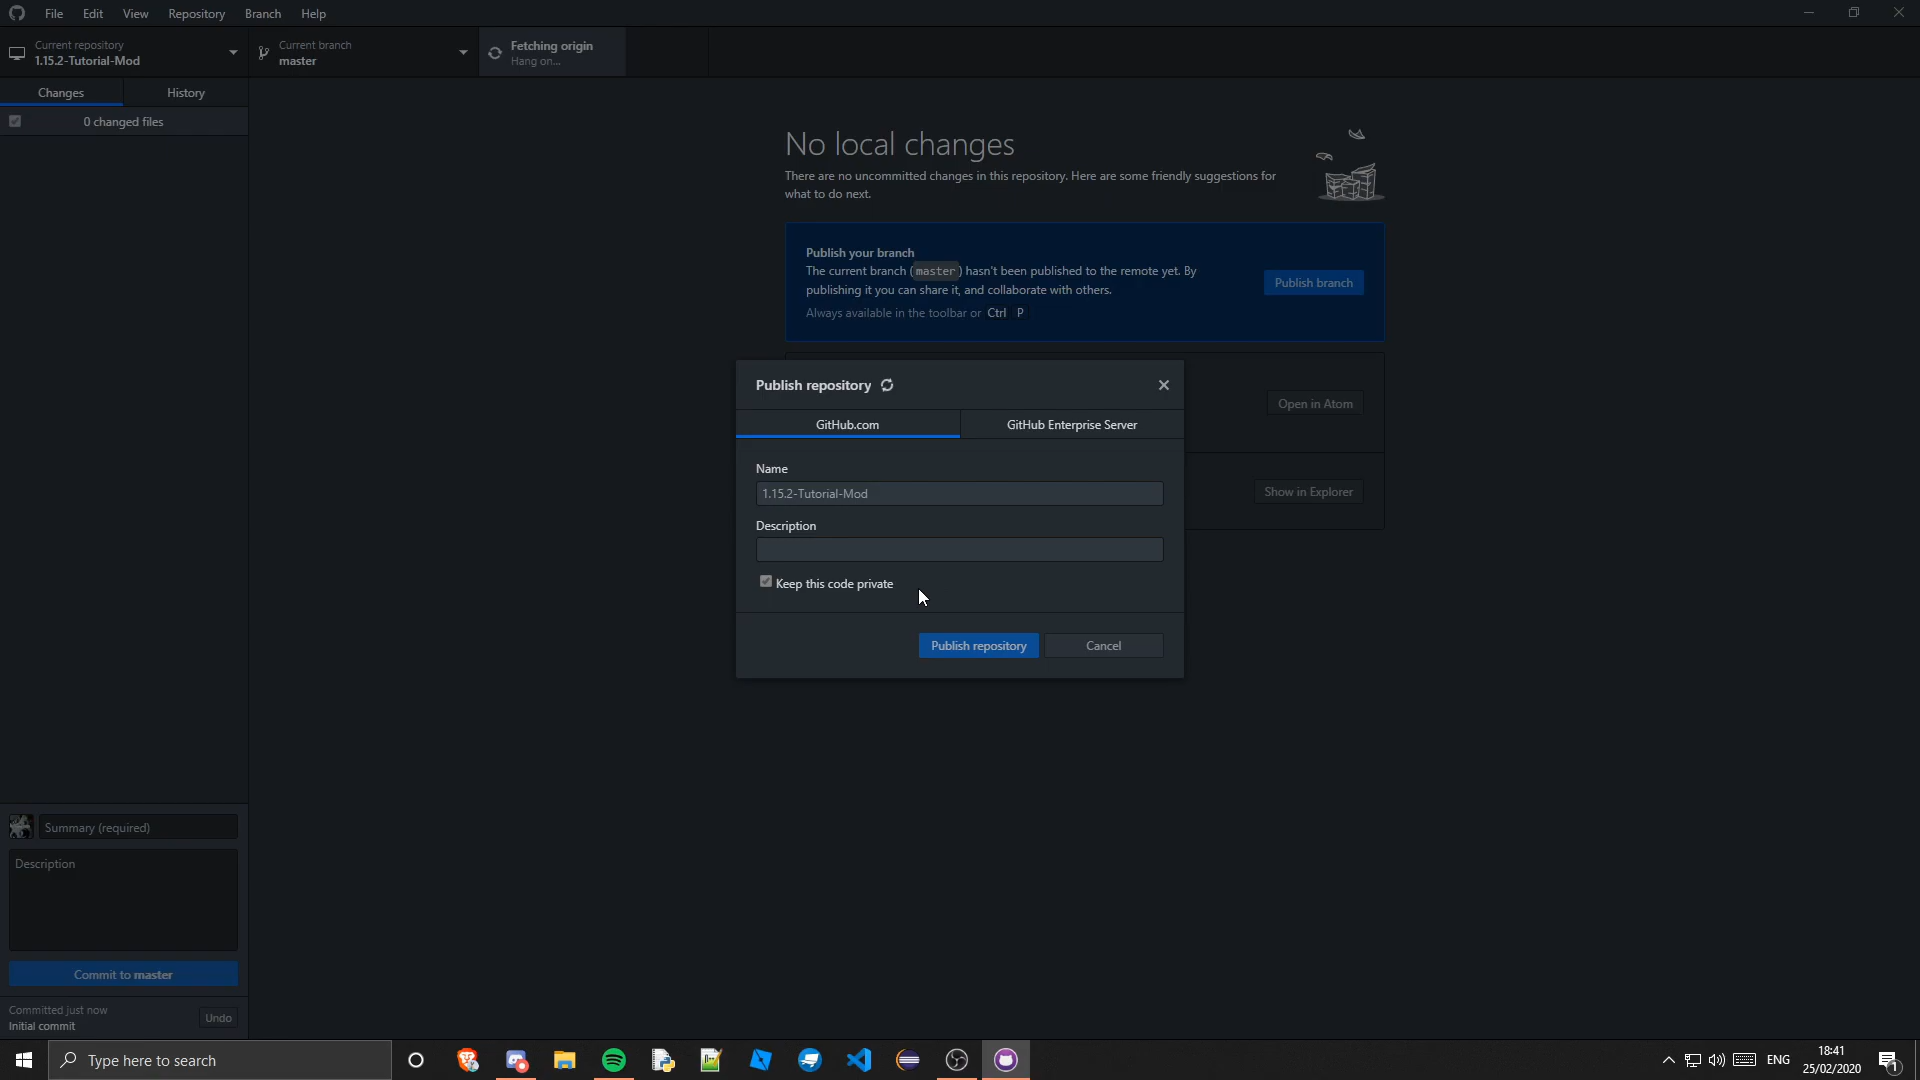 File Edit View Repository Branch Help
Current repository
1.15.2-Tutorial-Mod
Current branch
master
Fetching origin
Hang on...
Changes History
0 changed files
No local changes
There are no uncommitted changes in this repository. Here are some friendly suggestions for
what to do next.
Publish your branch
The current branch (master) hasn't been published to the remote yet. By
publishing it you can share it, and collaborate with others.
Always available in the toolbar or Ctrl P
Publish branch
Open in Atom
Show in Explorer
Publish repository
GitHub.com GitHub Enterprise Server
Name
1.15.2-Tutorial-Mod
Description
Keep this code private
Publish repository Cancel
Summary (required)
Description
Commit to master
Committed just now
Initial commit
Undo
Type here to search
ENG
18:41
25/02/2020
1